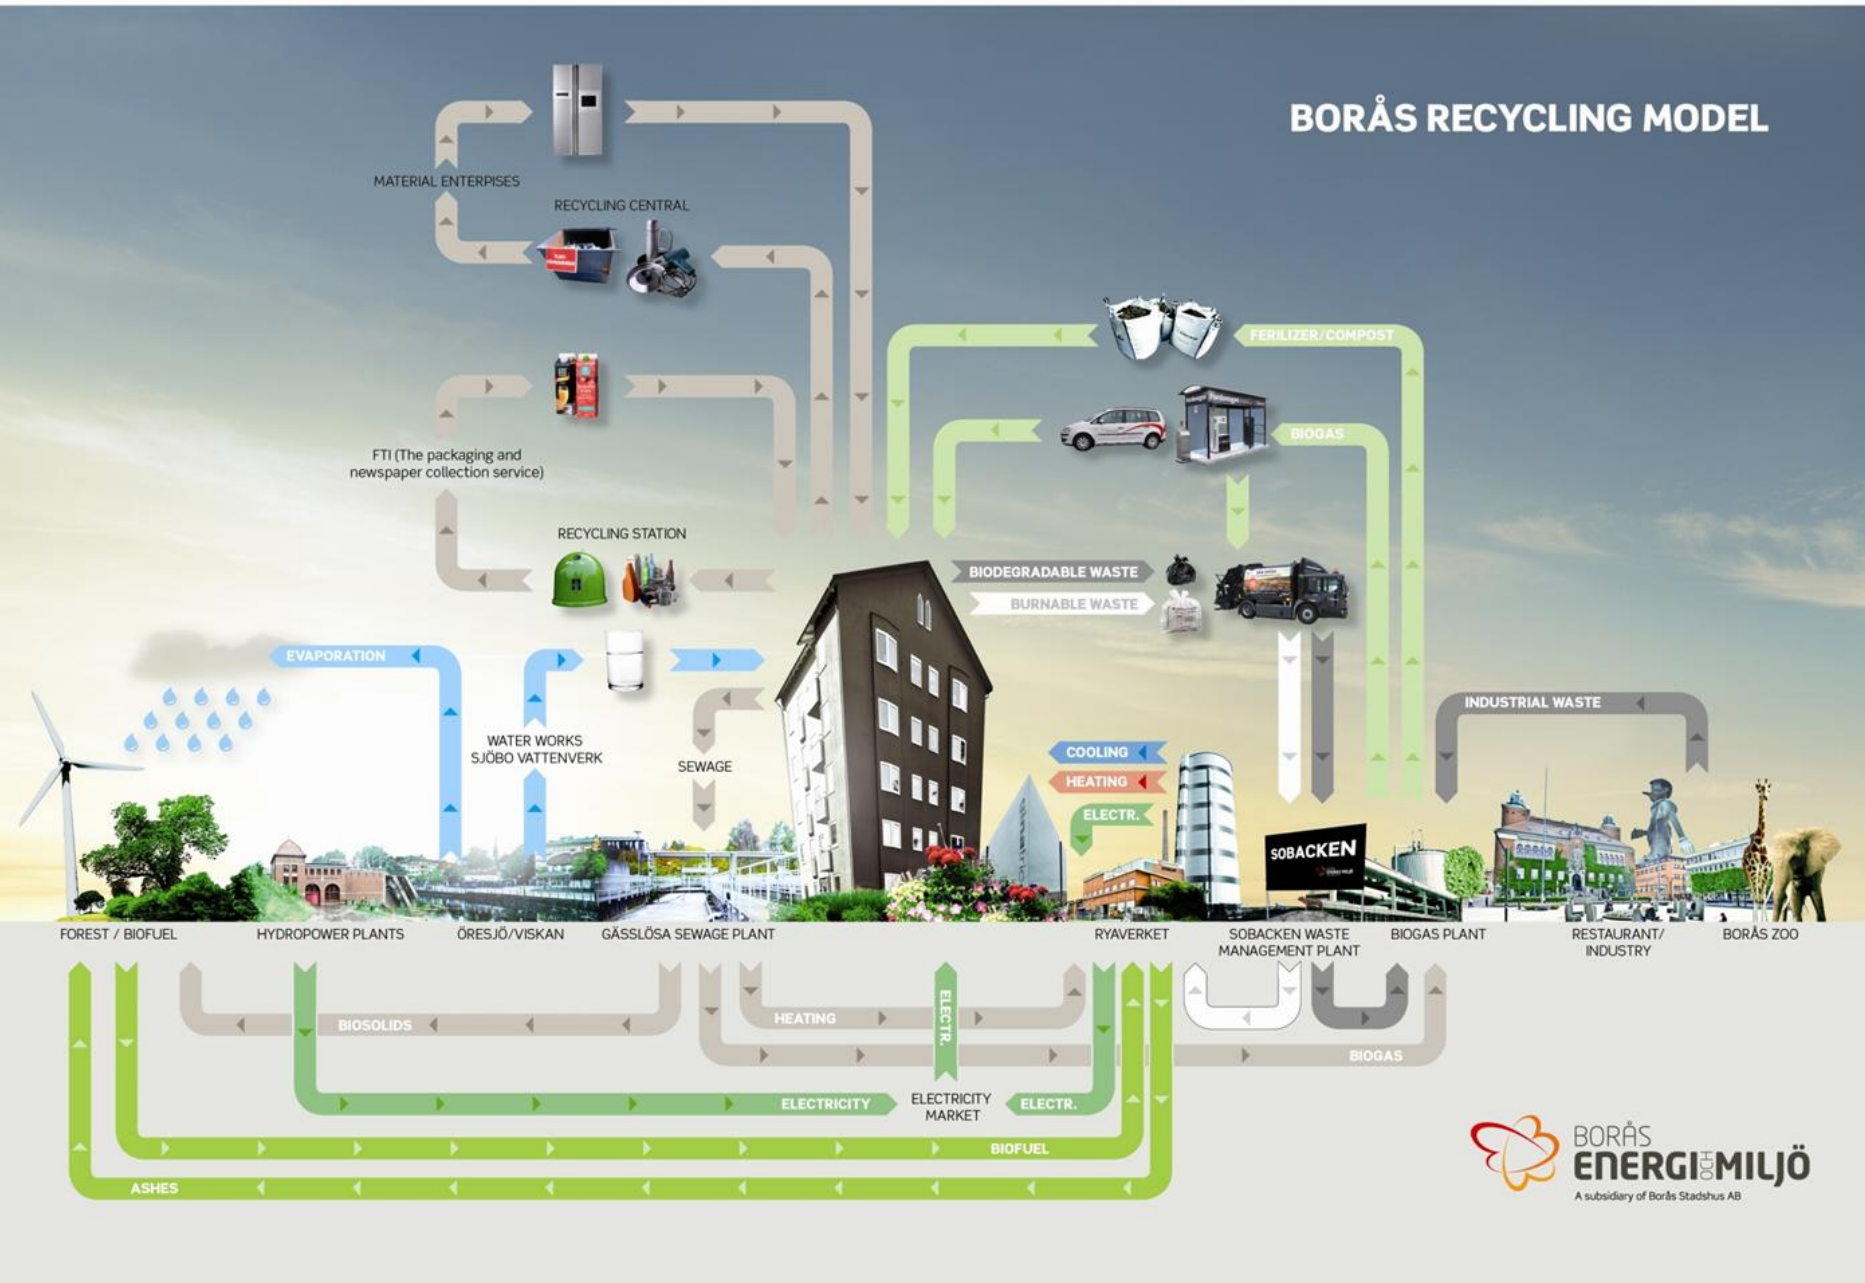 BORÅS RECYCLING MODEL
MATERIAL ENTERPISES
RECYCLING CENTRAL
FERILIZER/COMPOST
BIOGAS
FTI (The packaging and
newspaper collection service)
RECYCLING STATION
BIODEGRADABLE WASTE
BURNABLE WASTE
EVAPORATION
INDUSTRIAL WASTE
WATER WORKS
SJÖBO VATTENVERK
SEWAGE
COOLING
HEATING
ELECTR.
SOBACKEN
FOREST / BIOFUEL
HYDROPOWER PLANTS
ÖRESJÖ/VISKAN
GÄSSLÖSA SEWAGE PLANT
RYAVERKET
SOBACKEN WASTE
MANAGEMENT PLANT
BIOGAS PLANT
RESTAURANT/
INDUSTRY
BORÅS ZOO
BIOSOLIDS
HEATING
ELECTR.
BIOGAS
ELECTRICITY
ELECTRICITY
MARKET
ELECTR.
BIOFUEL
ASHES
BORÅS
ENERGI OCH MILJÖ
A subsidiary of Borås Stadshus AB